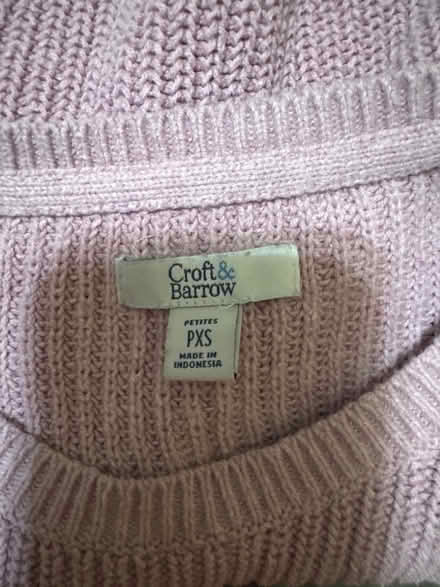 Croft&
Barrow
PETITES
PXS
MADE IN
INDONESIA